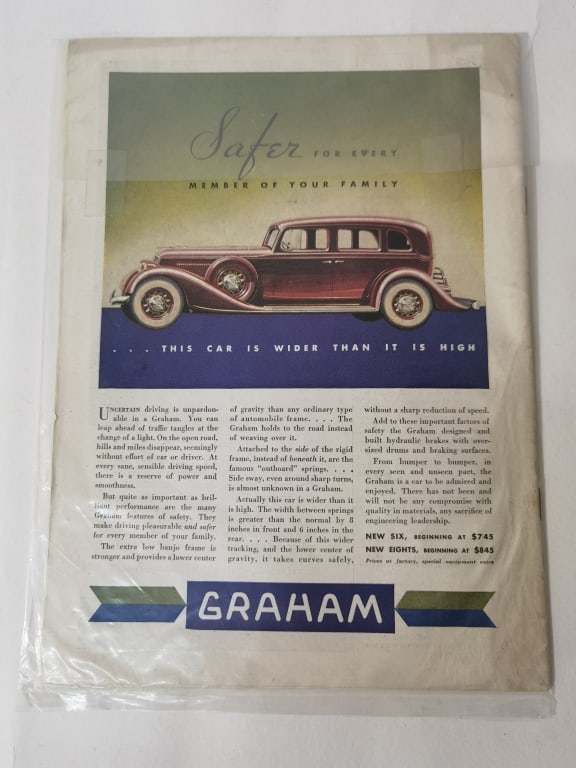 Safer FOR EVERY
MEMBER OF YOUR FAMILY
. . . THIS CAR IS WIDER THAN IT IS HIGH
UNCERTAIN driving is unpardon-
able in a Graham. You can
leap ahead of traffic tangles at the
change of a light. On the open road,
hills and miles disappear, seemingly
without effort of car or driver. At
every sane, sensible driving speed,
there is a reserve of power and
smoothness.
But quite as important as bril-
liant performance are the many
Graham features of safety. They
make driving pleasurable and safer
for every member of your family.
The extra low banjo frame is
stronger and provides a lower center
of gravity than any ordinary type
of automobile frame. . . . The
Graham holds to the road instead
of weaving over it.
Attached to the side of the rigid
frame, instead of beneath it, are the
famous "outboard" springs. . . .
Side sway, even around sharp turns,
is almost unknown in a Graham.
Actually this car is wider than it
is high. The width between springs
is greater than the normal by 8
inches in front and 6 inches in the
rear. . . . Because of this wider
tracking, and the lower center of
gravity, it takes curves safely,
without a sharp reduction of speed.
Add to these important factors of
safety the Graham designed and
built hydraulic brakes with over-
sized drums and braking surfaces.
From bumper to bumper, in
every seen and unseen part, the
Graham is a car to be admired and
enjoyed. There has not been and
will not be any compromise with
quality in materials, any sacrifice of
engineering leadership.
NEW SIX, BEGINNING AT $745
NEW EIGHTS, BEGINNING AT $845
Prices at factory, special equipment extra
GRAHAM